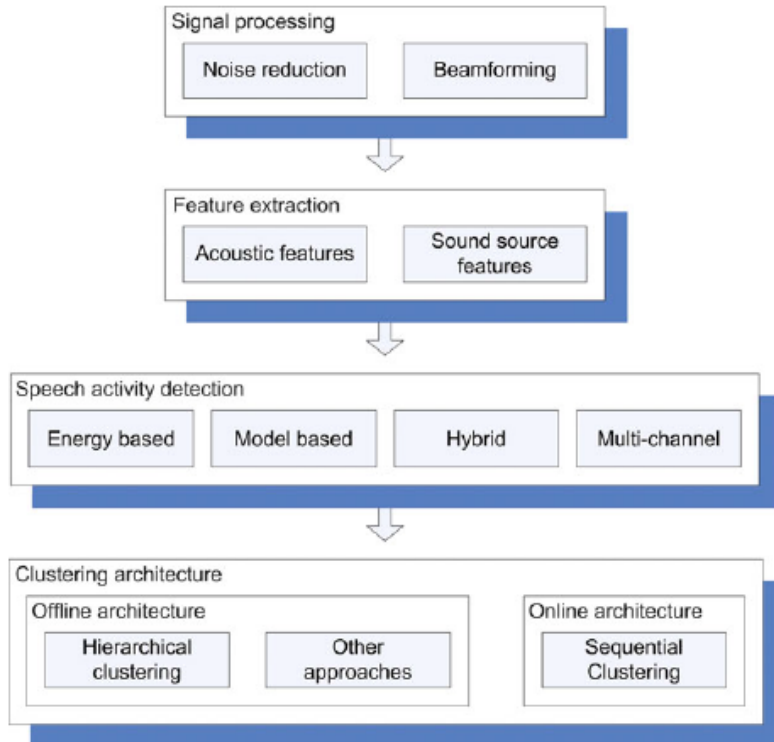 Signal processing
Noise reduction
Beamforming
Feature extraction
Acoustic features
Sound source
features
Speech activity detection
Energy based
Model based
Hybrid
Multi-channel
Clustering architecture
Offline architecture
Hierarchical
clustering
Other
approaches
Online architecture
Sequential
Clustering